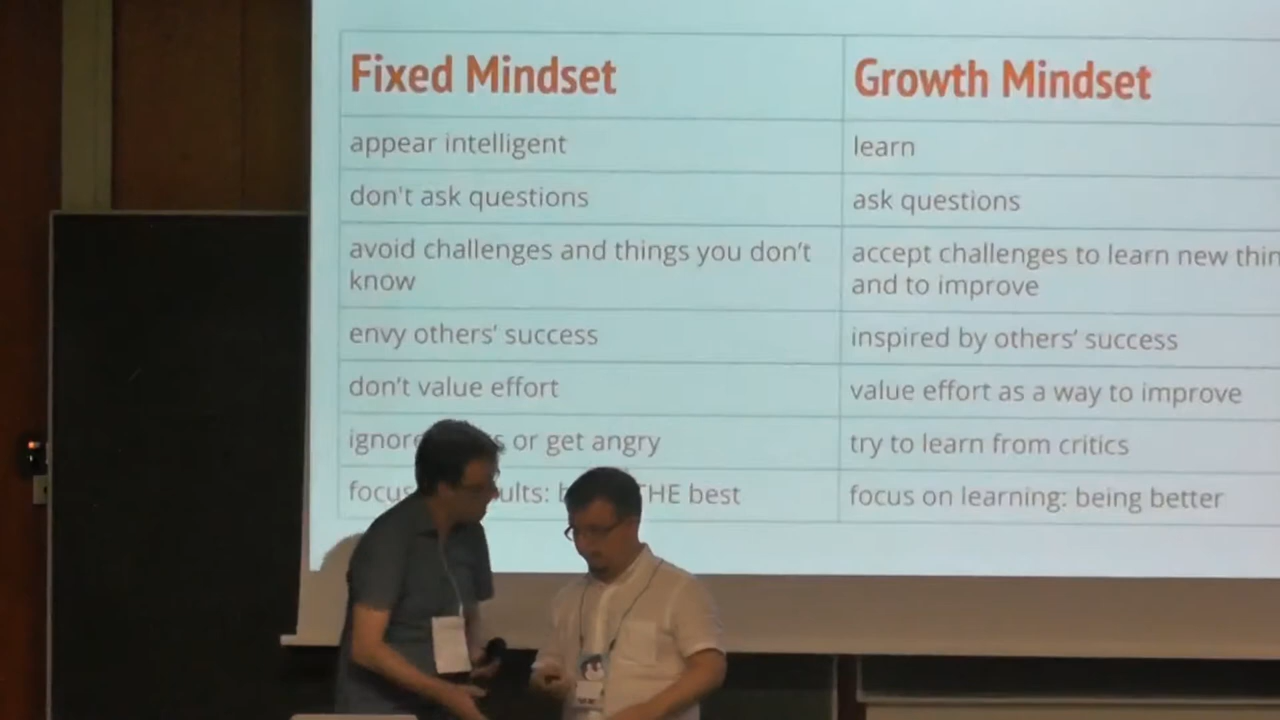 Fixed Mindset
Growth Mindset
appear intelligent
learn
don't ask questions
ask questions
avoid challenges and things you don't
know
accept challenges to learn new
and to improve
envy others' success
inspired by others' success
don't value effort
value effort as a way to improve
or get angry
try to learn from critics
THE best
focus on learning: being better